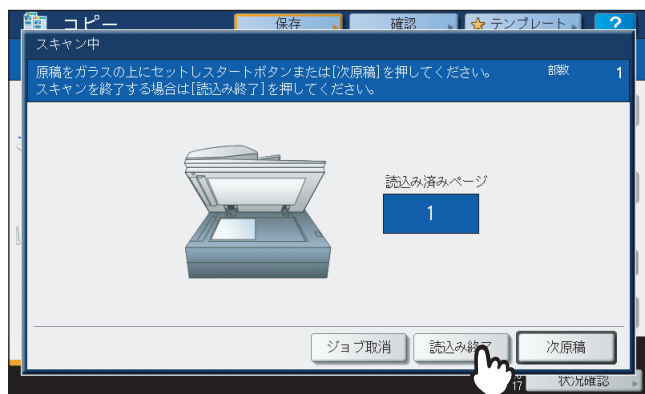 コピー
保存
確認
テンプレート
?
スキャン中
原稿をガラスの上にセットしスタートボタンまたは[次原稿]を押してください。
部数 1
スキャンを終了する場合は[読込み終了]を押してください。
読込み済みページ
1
ジョブ取消
読込み終了
次原稿
17
状況確認